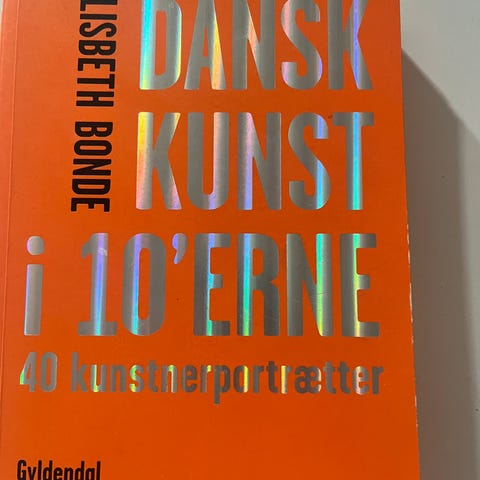 LISBETH BONDE
DANSK
KUNST
i 10'ERNE
40 kunstnerportrætter
Gyldendal